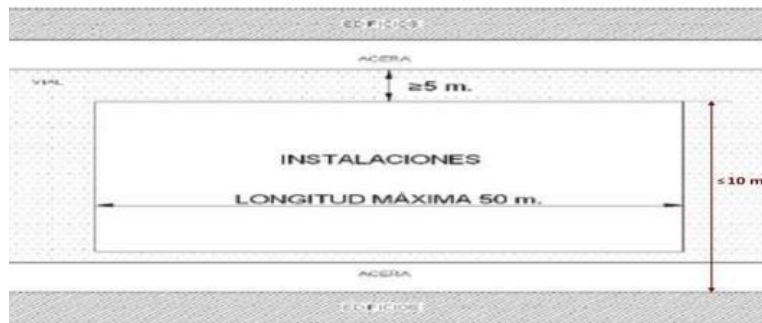 EDIFICIOS
ACERA
VIAL
≥5 m.
INSTALACIONES
≤10 m
LONGITUD MÁXIMA 50 m.
ACERA
EDIFICIOS